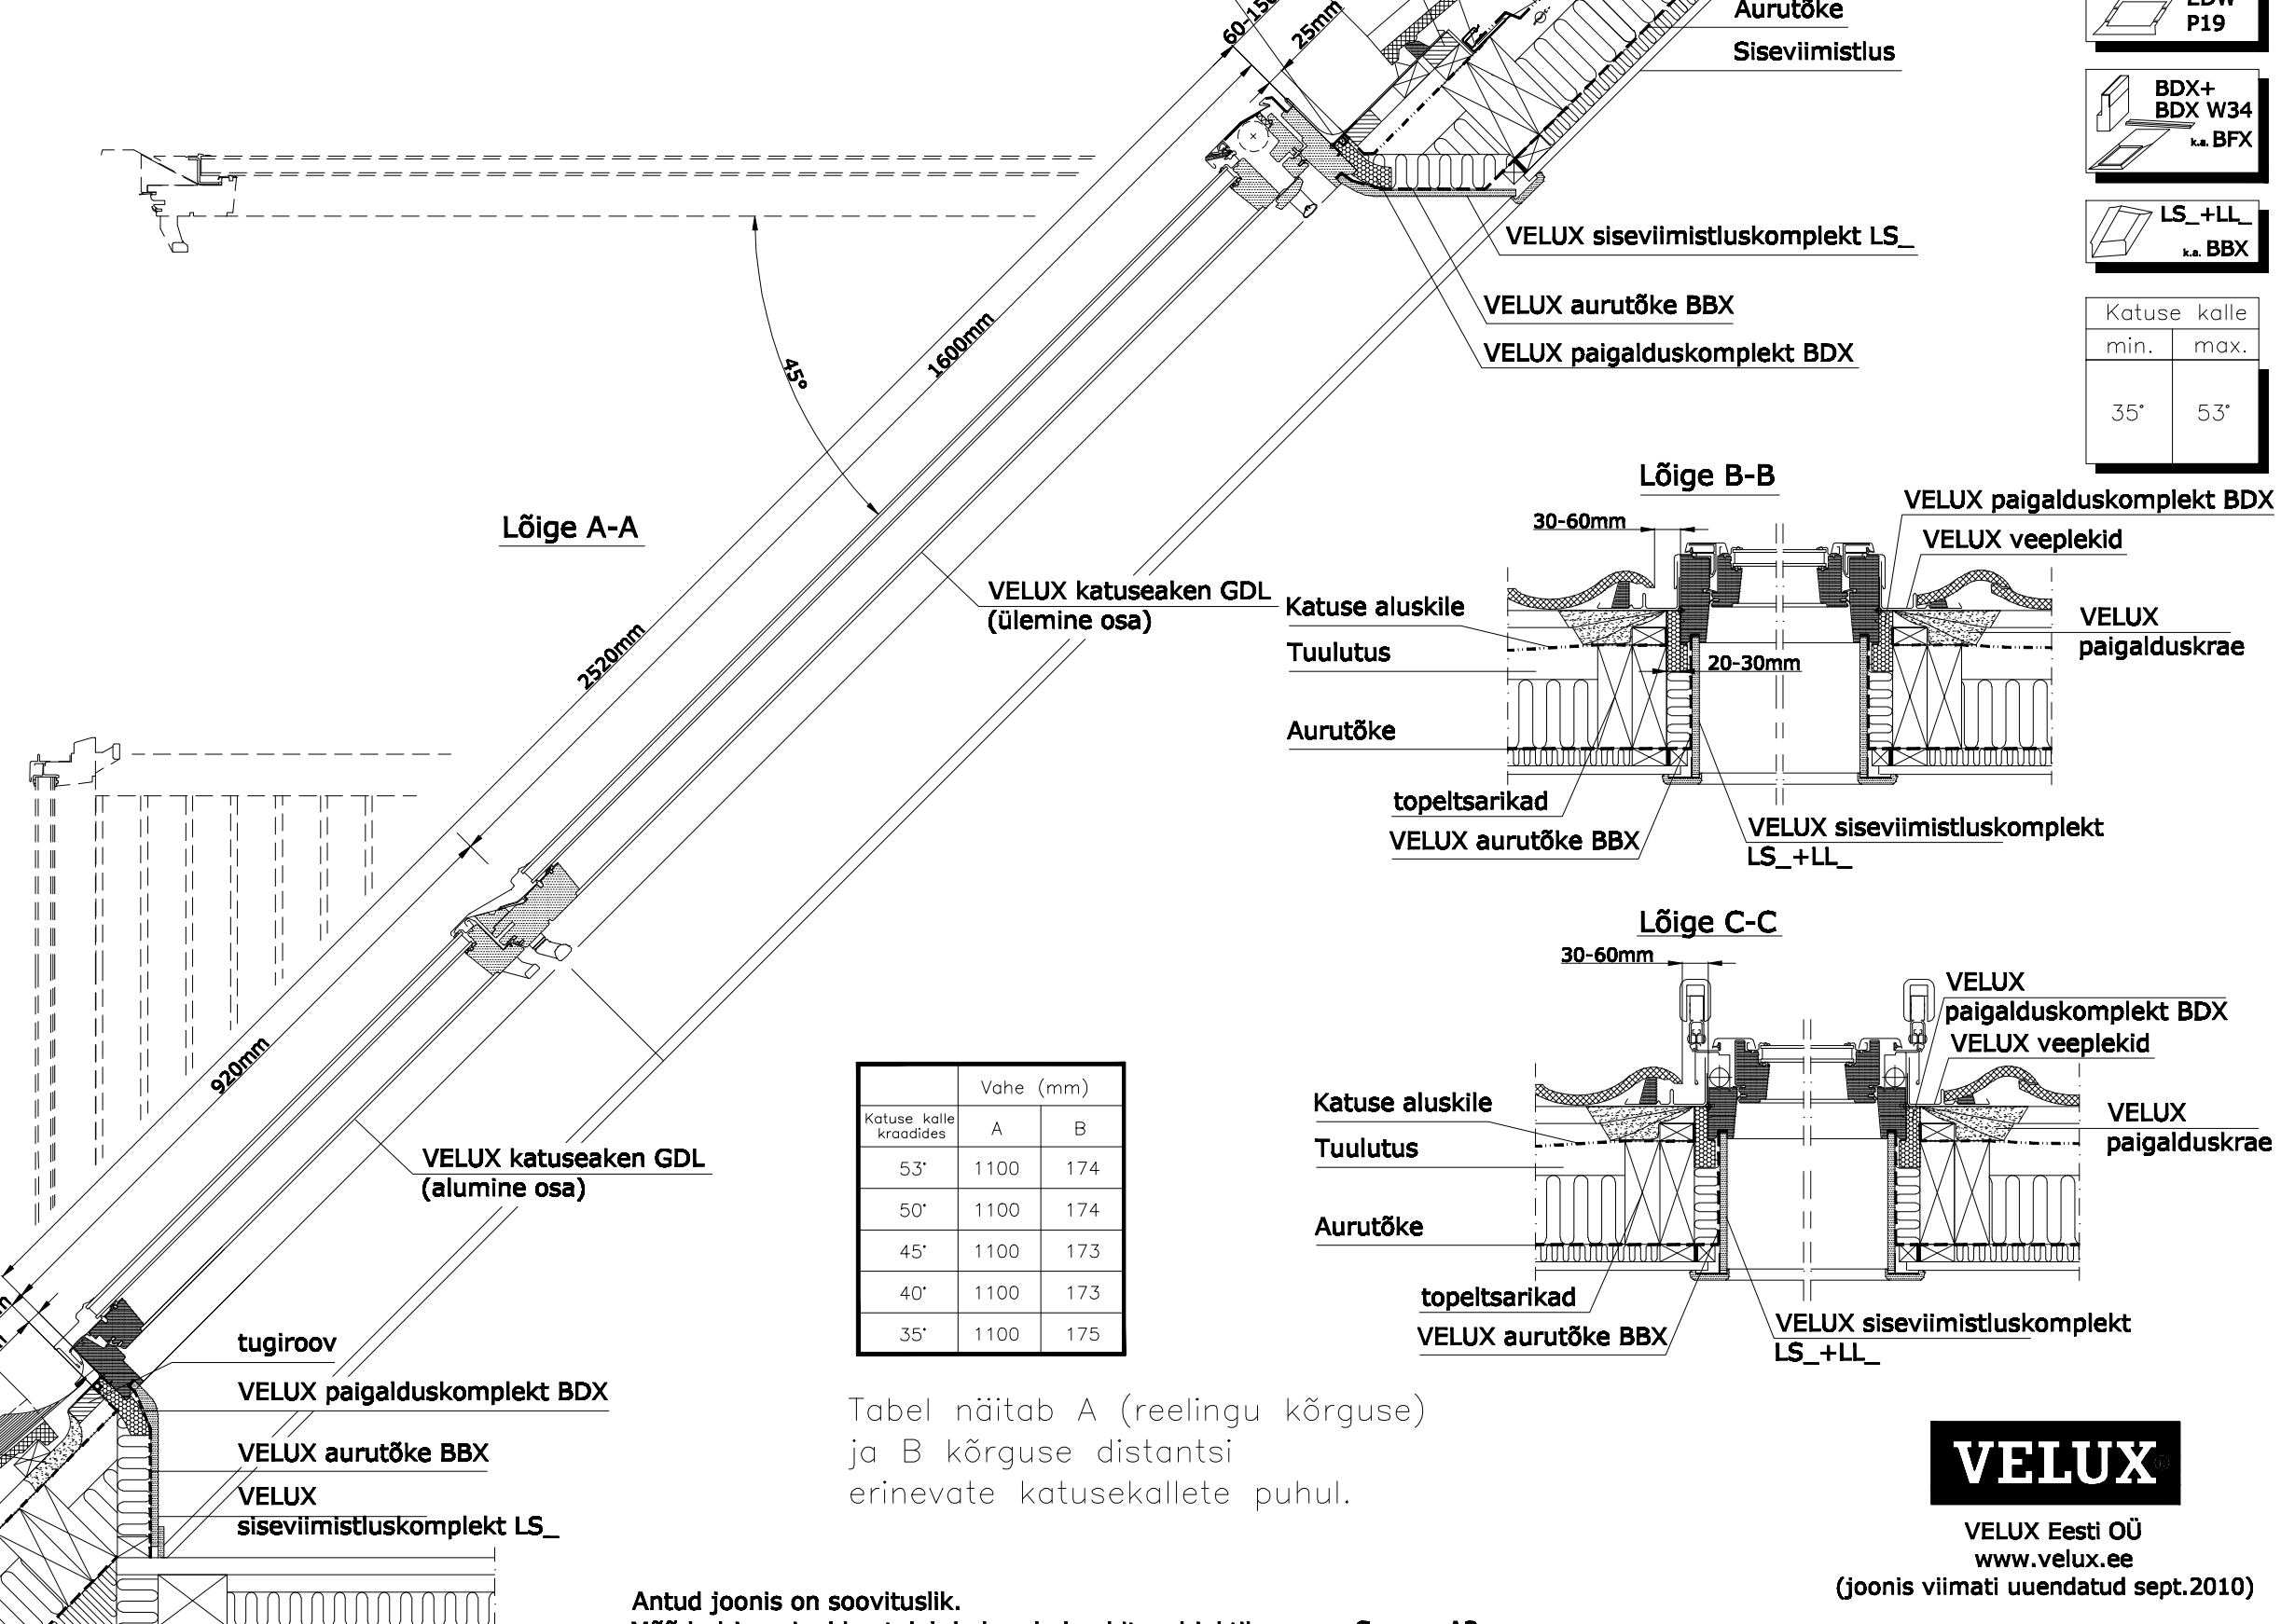 Aurutõke
Siseviimistlus
25mm
P19
BDX+
BDX W34
k.a. BFX
LS_+LL_
k.a. BBX
Katuse kalle
min. max.
35° 53°
VELUX siseviimistluskomplekt LS_
VELUX aurutõke BBX
VELUX paigalduskomplekt BDX
1600mm
45°
Lõige A-A
2520mm
VELUX katuseaken GDL
(ülemine osa)
920mm
VELUX katuseaken GDL
(alumine osa)
Lõige B-B
30-60mm
VELUX paigalduskomplekt BDX
VELUX veeplekid
Katuse aluskile
VELUX
paigalduskrae
Tuulutus
20-30mm
Aurutõke
topeltsarikad
VELUX aurutõke BBX
VELUX siseviimistluskomplekt
LS_+LL_
Lõige C-C
30-60mm
VELUX
paigalduskomplekt BDX
VELUX veeplekid
Katuse aluskile
VELUX
paigalduskrae
Tuulutus
Aurutõke
topeltsarikad
VELUX aurutõke BBX
VELUX siseviimistluskomplekt
LS_+LL_
Vahe (mm)
Katuse kalle
kraadides
A B
53° 1100 174
50° 1100 174
45° 1100 173
40° 1100 173
35° 1100 175
Tabel näitab A (reelingu kõrguse)
ja B kõrguse distantsi
erinevate katusekallete puhul.
tugiroov
VELUX paigalduskomplekt BDX
VELUX aurutõke BBX
VELUX
siseviimistluskomplekt LS_
Antud joonis on soovituslik.
VELUX®
VELUX Eesti OÜ
www.velux.ee
(joonis viimati uuendatud sept.2010)